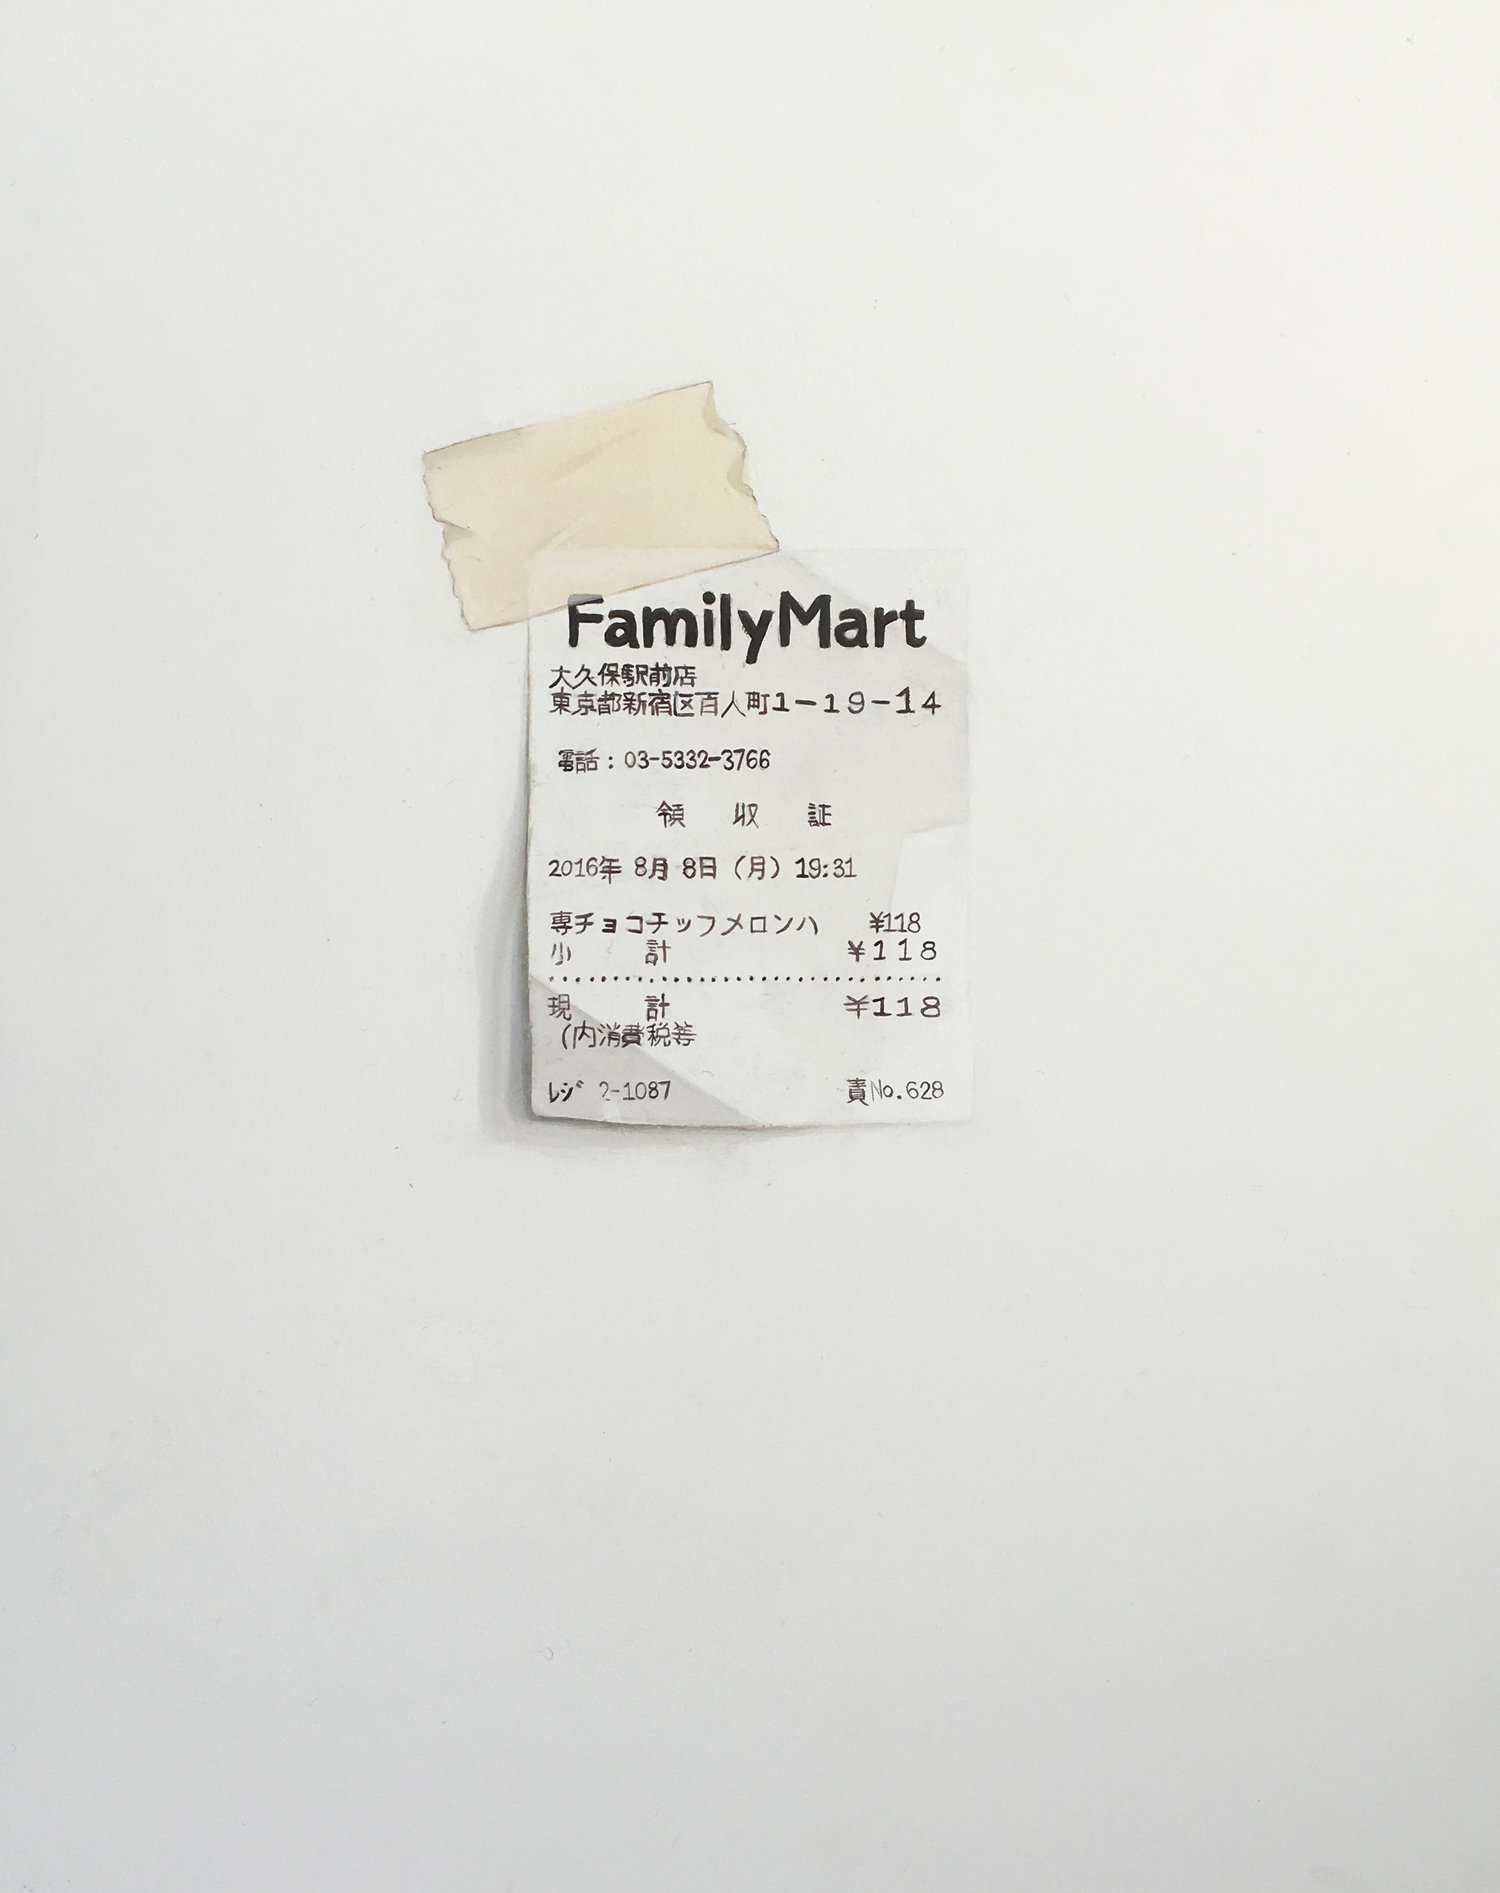 FamilyMart
大久保駅前店
東京都新宿区百人町1-19-14
電話:03-5332-3766
領 収 証
2016年 8月 8日(月) 19:31
専チョコチップメロンハ ¥118
小 計 ¥118
現 計 ¥118
(内消費税等
レジ 2-1087 責No.628